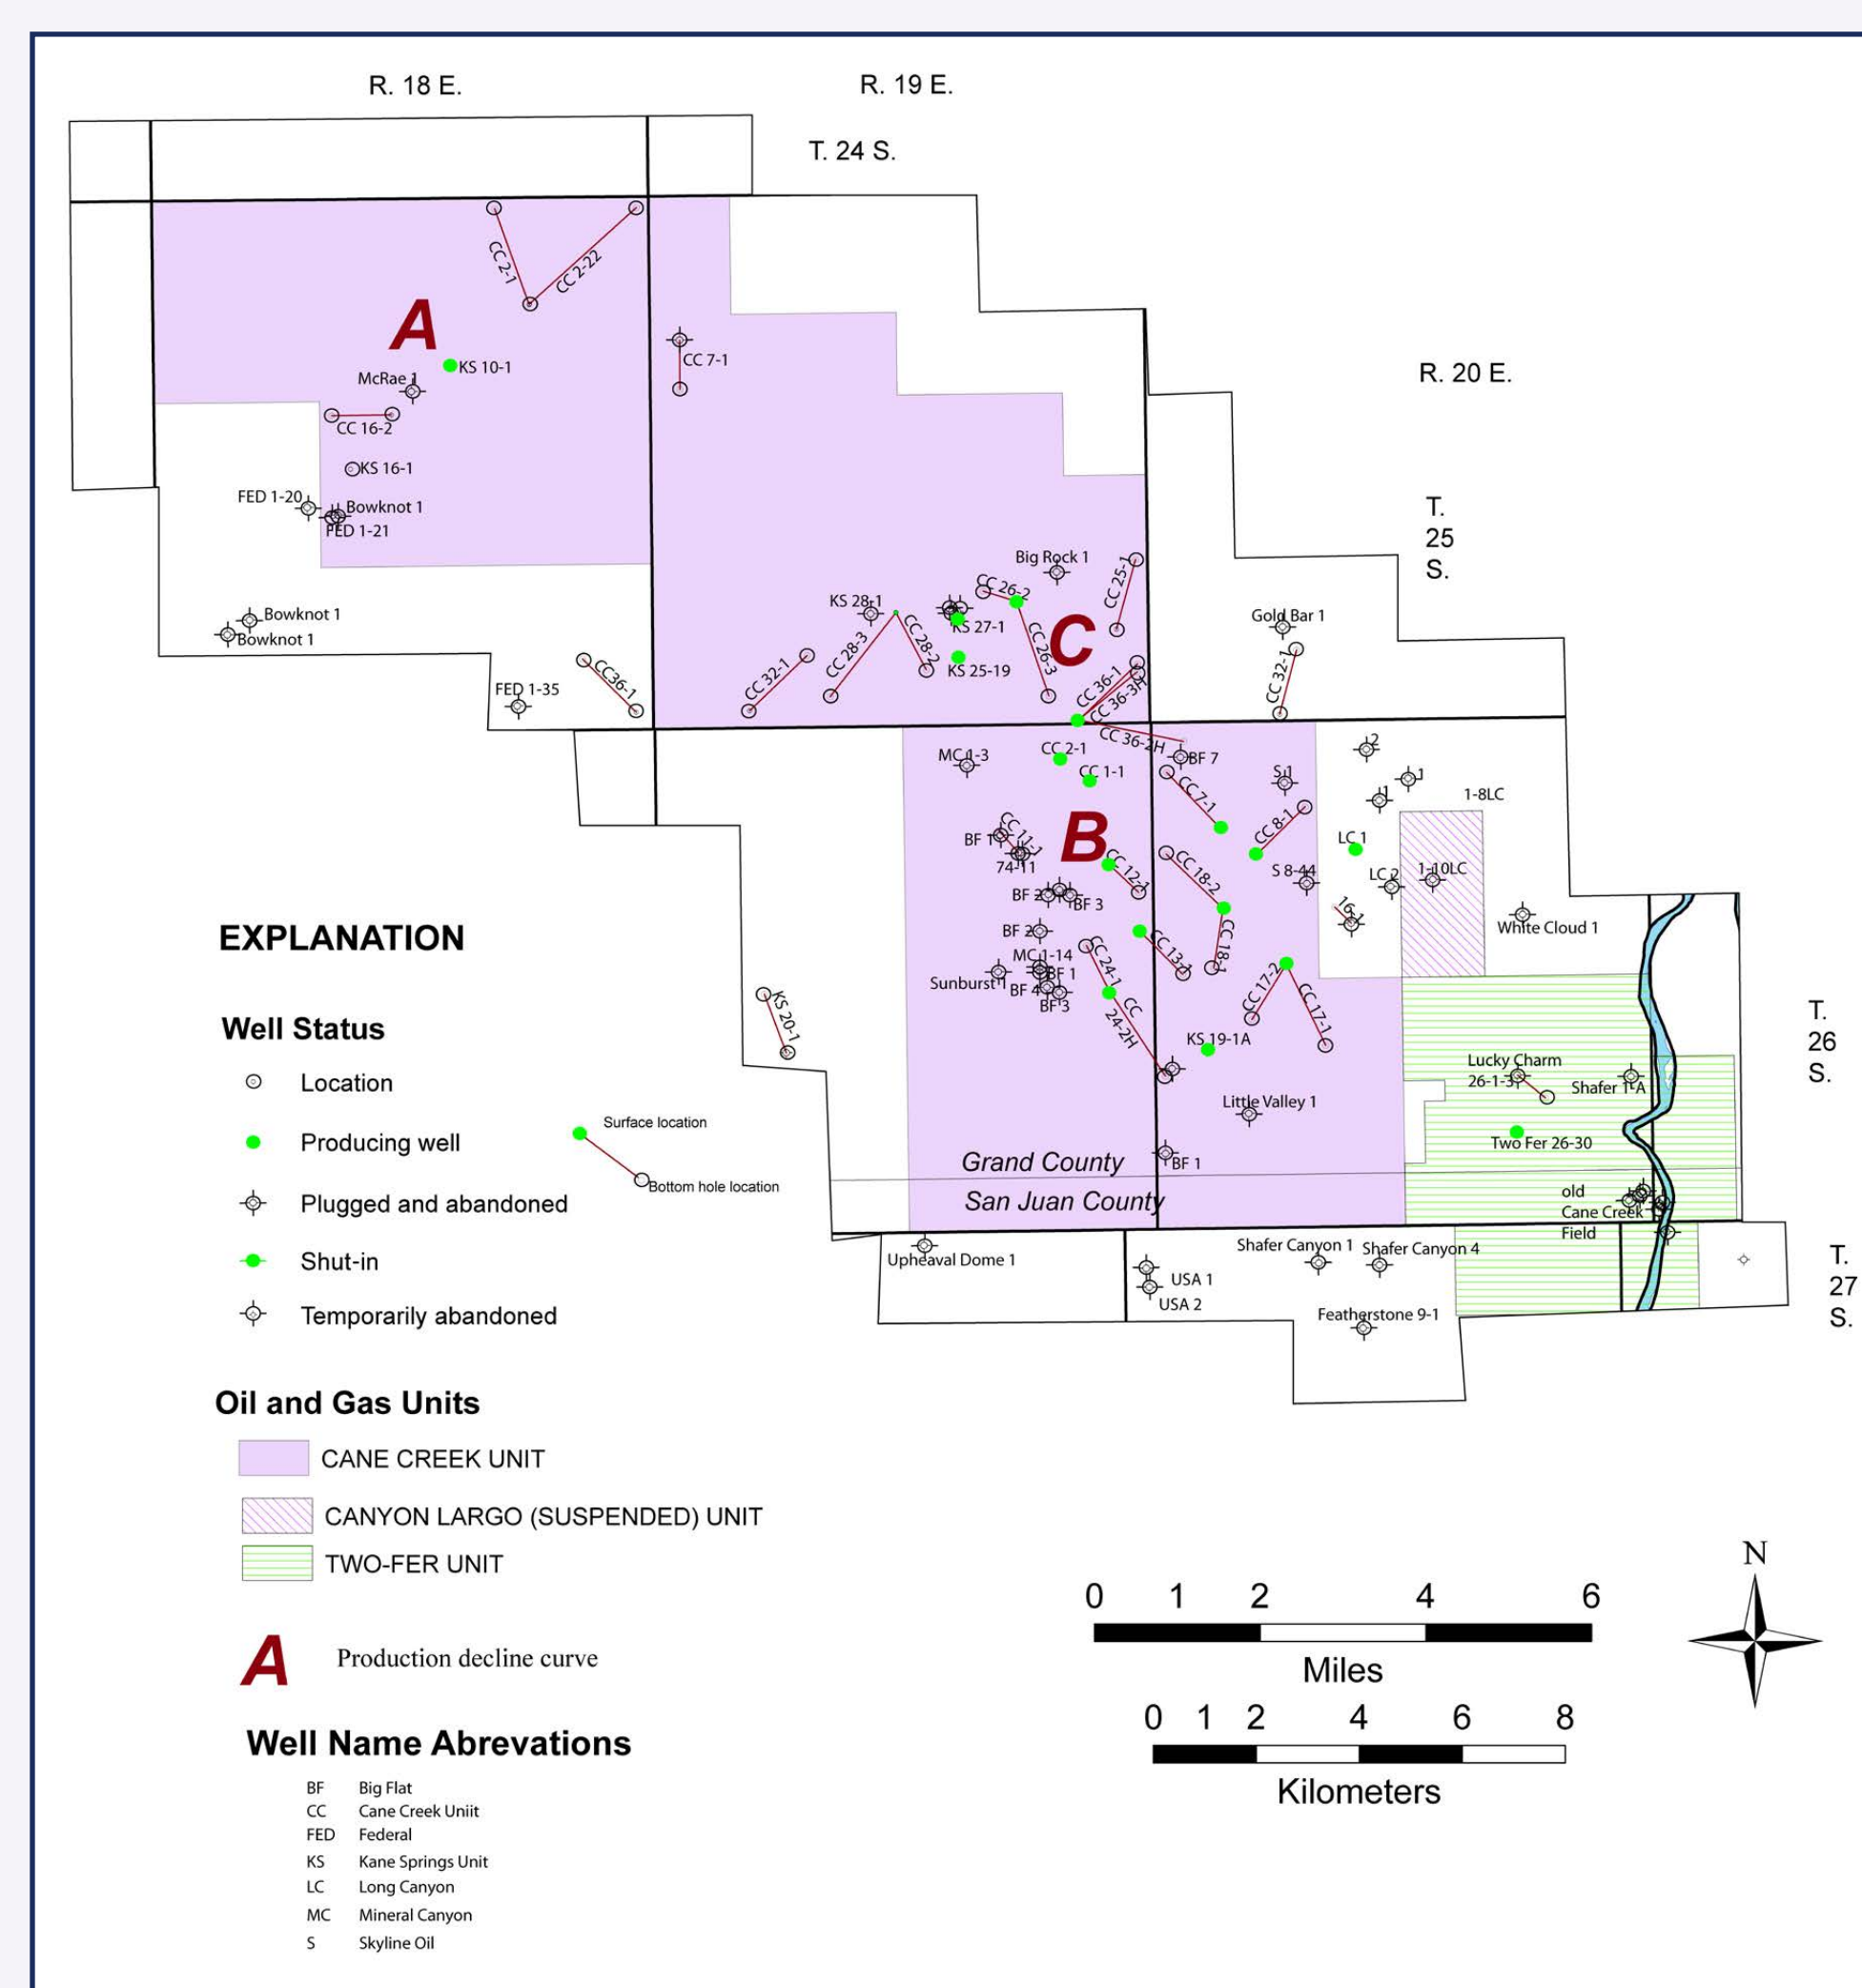 R. 18 E.
R. 19 E.
T. 24 S.
CC 2-1
CC 2-22
A
KS 10-1
McRae 1
CC 7-1
CC 16-2
KS 16-1
R. 20 E.
FED 1-20
Bowknot 1
FED 1-21
T.
25
S.
Bowknot 1
Bowknot 1
FED 1-35
CC36-1
CC 32-1
KS 28-1
CC 28-3
CC 28-2
KS 27-1
KS 25-19
CC 26-2
CC 26-3
Big Rock 1
CC 25-1
C
CC 36-1
CC 36-3H
CC 36-2H
Gold Bar 1
CC 32-1
MC 1-3
CC 2-1
CC 1-1
BF 7
CC 7-1
S 1
2
1
1
1-8LC
CC 8-1
LC 1
BF 1
CC 11-1
74-11
B
CC 12-1
CC 18-2
S 8-44
LC 2
1-10LC
BF 2
BF 3
16-1
White Cloud 1
BF 2
CC 13-1
CC 18-1
MC 1-14
BF 1
Sunburst 1
BF 4
BF 3
CC 24-1
CC
24-2H
CC 17-2
CC 17-1
KS 20-1
KS 19-1A
T.
26
S.
Lucky Charm
26-1-3
Shafer 1-A
Little Valley 1
Two Fer 26-30
BF 1
Grand County
San Juan County
old
Cane Creek
Field
Upheaval Dome 1
USA 1
USA 2
Shafer Canyon 1
Shafer Canyon 4
Featherstone 9-1
T.
27
S.
EXPLANATION
Well Status
Location
Producing well
Plugged and abandoned
Shut-in
Temporarily abandoned
Surface location
Bottom hole location
Oil and Gas Units
CANE CREEK UNIT
CANYON LARGO (SUSPENDED) UNIT
TWO-FER UNIT
A Production decline curve
Well Name Abrevations
BF Big Flat
CC Cane Creek Uniit
FED Federal
KS Kane Springs Unit
LC Long Canyon
MC Mineral Canyon
S Skyline Oil
0 1 2 4 6
Miles
0 1 2 4 6 8
Kilometers
N